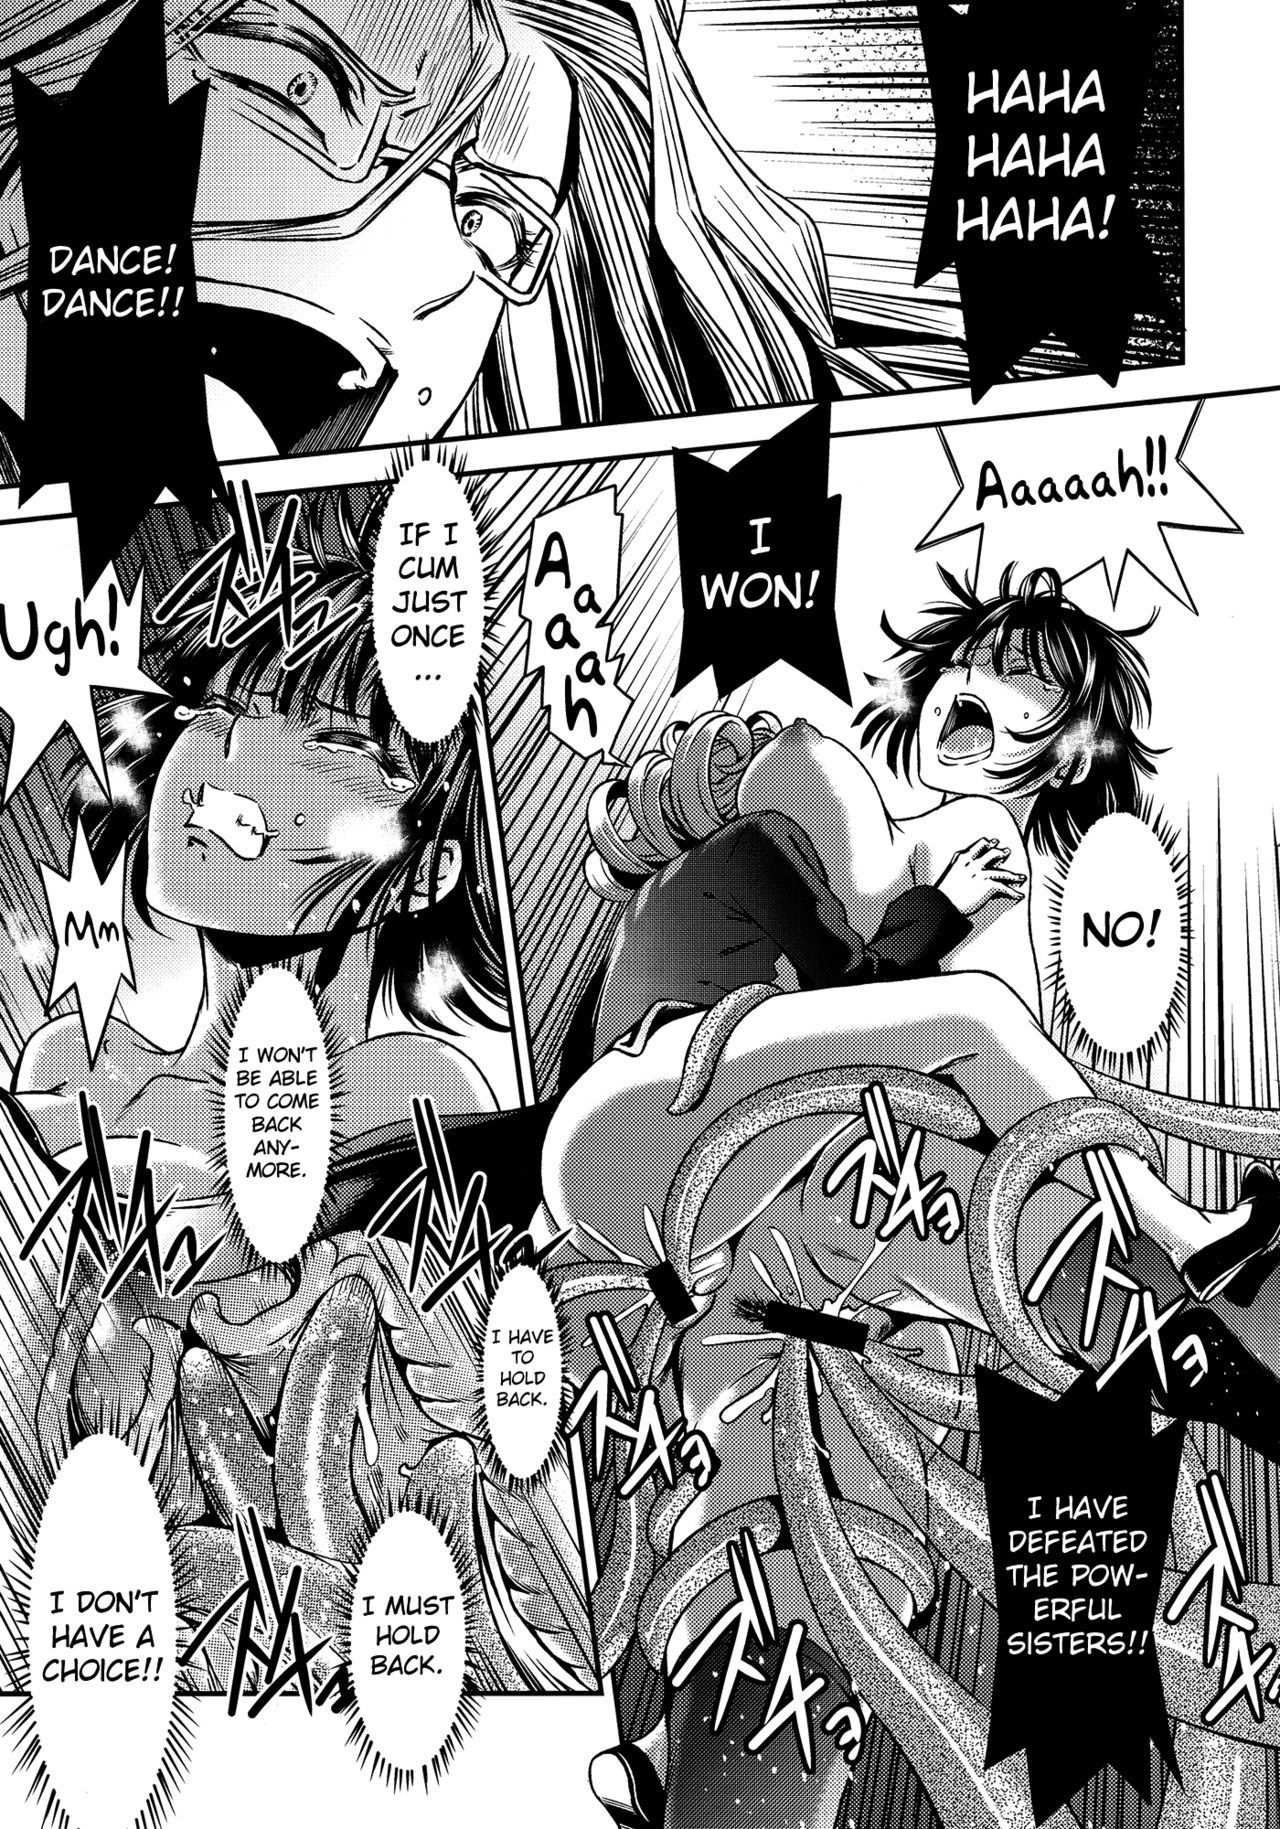 HAHA
HAHA
HAHA!
DANCE!
DANCE!!
Aaaaah!!
I
WON!
Aaaaah
NO!
I HAVE
DEFEATED
THE POW-
ERFUL
SISTERS!!
IF I
CUM
JUST
ONCE
...
Ugh!
Mm
I WON'T
BE ABLE
TO COME
BACK
ANY-
MORE.
I HAVE
TO
HOLD
BACK.
I MUST
HOLD
BACK.
I DON'T
HAVE A
CHOICE!!